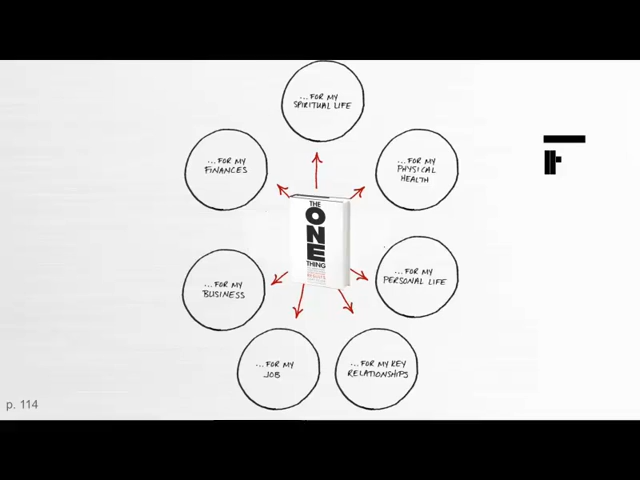 ...FOR MY
SPIRITUAL LIFE
...FOR MY
FINANCES
...FOR MY
PHYSICAL
HEALTH
THE
ONE
THING
...FOR MY
BUSINESS
...FOR MY
PERSONAL LIFE
...FOR MY
JOB
...FOR MY KEY
RELATIONSHIPS
p. 114